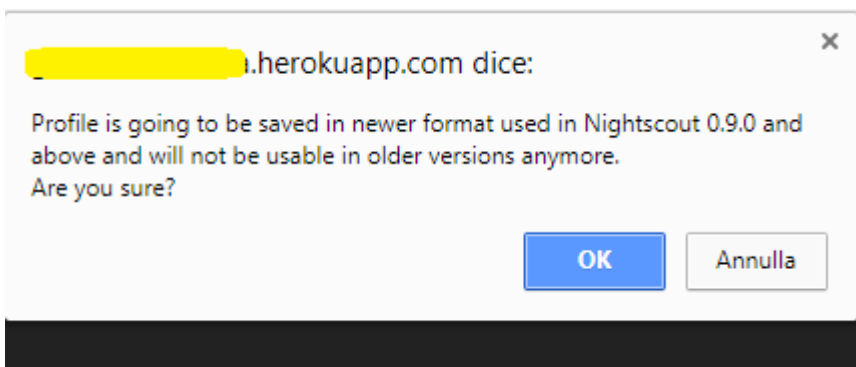 .herokuapp.com dice:
Profile is going to be saved in newer format used in Nightscout 0.9.0 and
above and will not be usable in older versions anymore.
Are you sure?
OK
Annulla